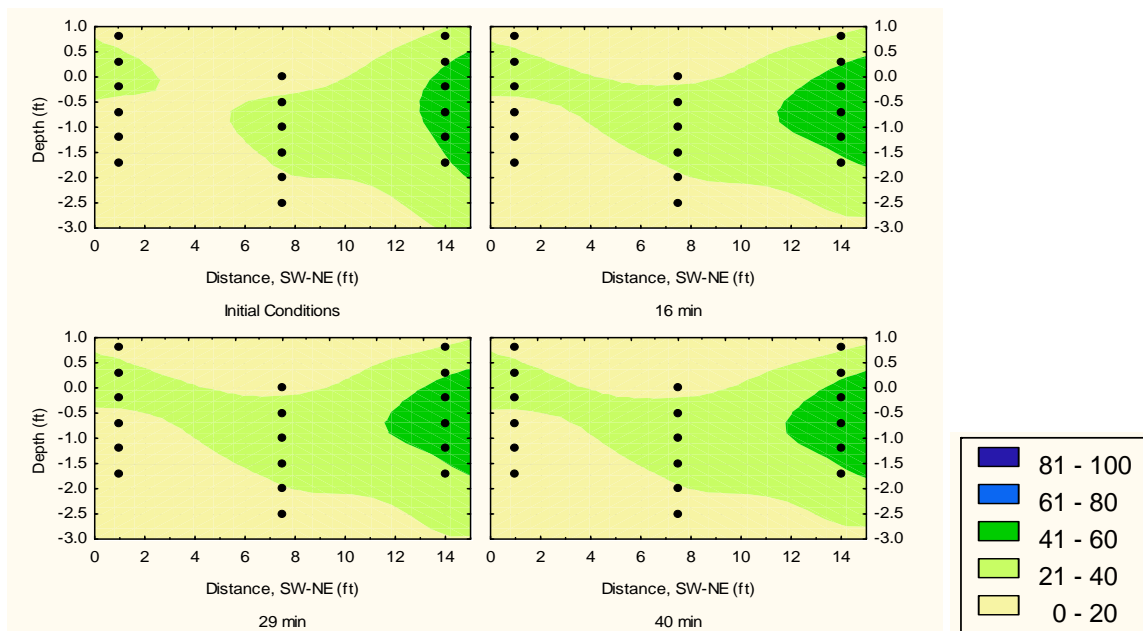 1.0
0.5
0.0
-0.5
-1.0
-1.5
-2.0
-2.5
-3.0
Depth (ft)
0 2 4 6 8 10 12 14
Distance, SW-NE (ft)
Initial Conditions
1.0
0.5
0.0
-0.5
-1.0
-1.5
-2.0
-2.5
-3.0
0 2 4 6 8 10 12 14
Distance, SW-NE (ft)
16 min
1.0
0.5
0.0
-0.5
-1.0
-1.5
-2.0
-2.5
-3.0
Depth (ft)
0 2 4 6 8 10 12 14
Distance, SW-NE (ft)
29 min
1.0
0.5
0.0
-0.5
-1.0
-1.5
-2.0
-2.5
-3.0
0 2 4 6 8 10 12 14
Distance, SW-NE (ft)
40 min
81 - 100
61 - 80
41 - 60
21 - 40
0 - 20